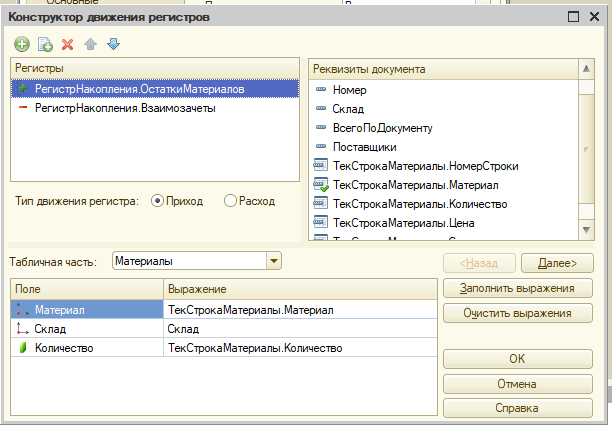 Основные
Конструктор движения регистров
Регистры
РегистрНакопления.ОстаткиМатериалов
РегистрНакопления.Взаимозачеты
Реквизиты документа
Номер
Склад
ВсегоПоДокументу
Поставщики
ТекСтрокаМатериалы.НомерСтроки
ТекСтрокаМатериалы.Материал
ТекСтрокаМатериалы.Количество
ТекСтрокаМатериалы.Цена
Тип движения регистра: Приход Расход
Табличная часть: Материалы
<Назад Далее>
Поле Выражение
Заполнить выражения
Материал ТекСтрокаМатериалы.Материал
Очистить выражения
Склад Склад
Количество ТекСтрокаМатериалы.Количество
OK
Отмена
Справка